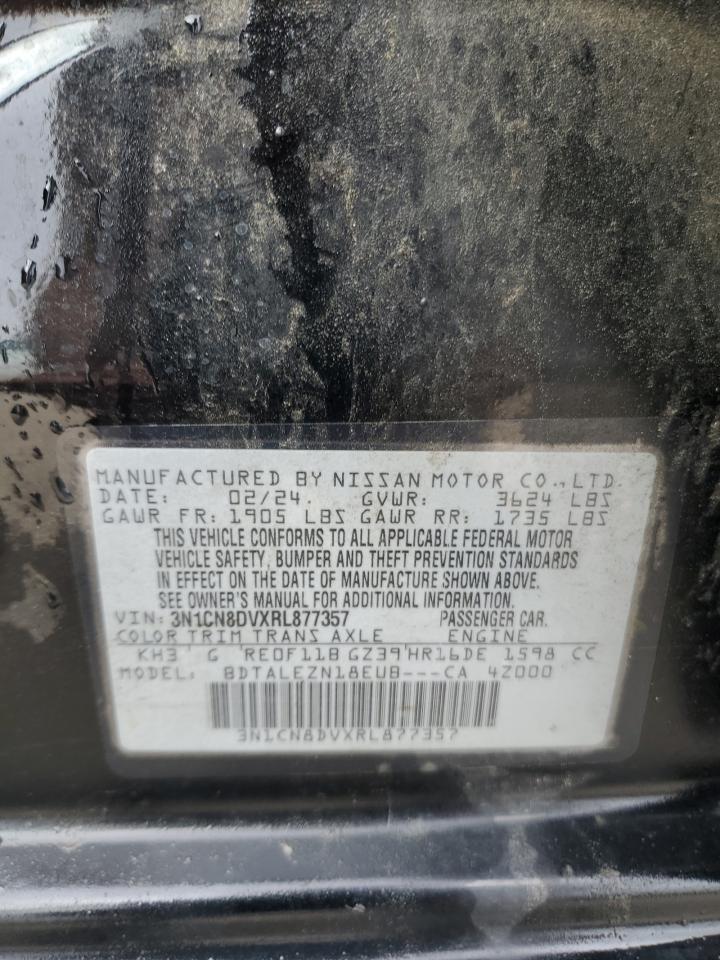 MANUFACTURED BY NISSAN MOTOR CO., LTD.
DATE: 02/24. GVWR: 3624 LBS
GAWR FR: 1905 LBS GAWR RR: 1735 LBS
THIS VEHICLE CONFORMS TO ALL APPLICABLE FEDERAL MOTOR
VEHICLE SAFETY, BUMPER AND THEFT PREVENTION STANDARDS
IN EFFECT ON THE DATE OF MANUFACTURE SHOWN ABOVE.
SEE OWNER'S MANUAL FOR ADDITIONAL INFORMATION.
VIN: 3N1CN8DVXRL877357 PASSENGER CAR.
COLOR TRIM TRANS AXLE ENGINE
KH3 G RE0F11B GZ39 HR16DE 1598 CC
MODEL: BDTALEZN18EUB---CA 4Z000
3N1CN8DVXRL877357